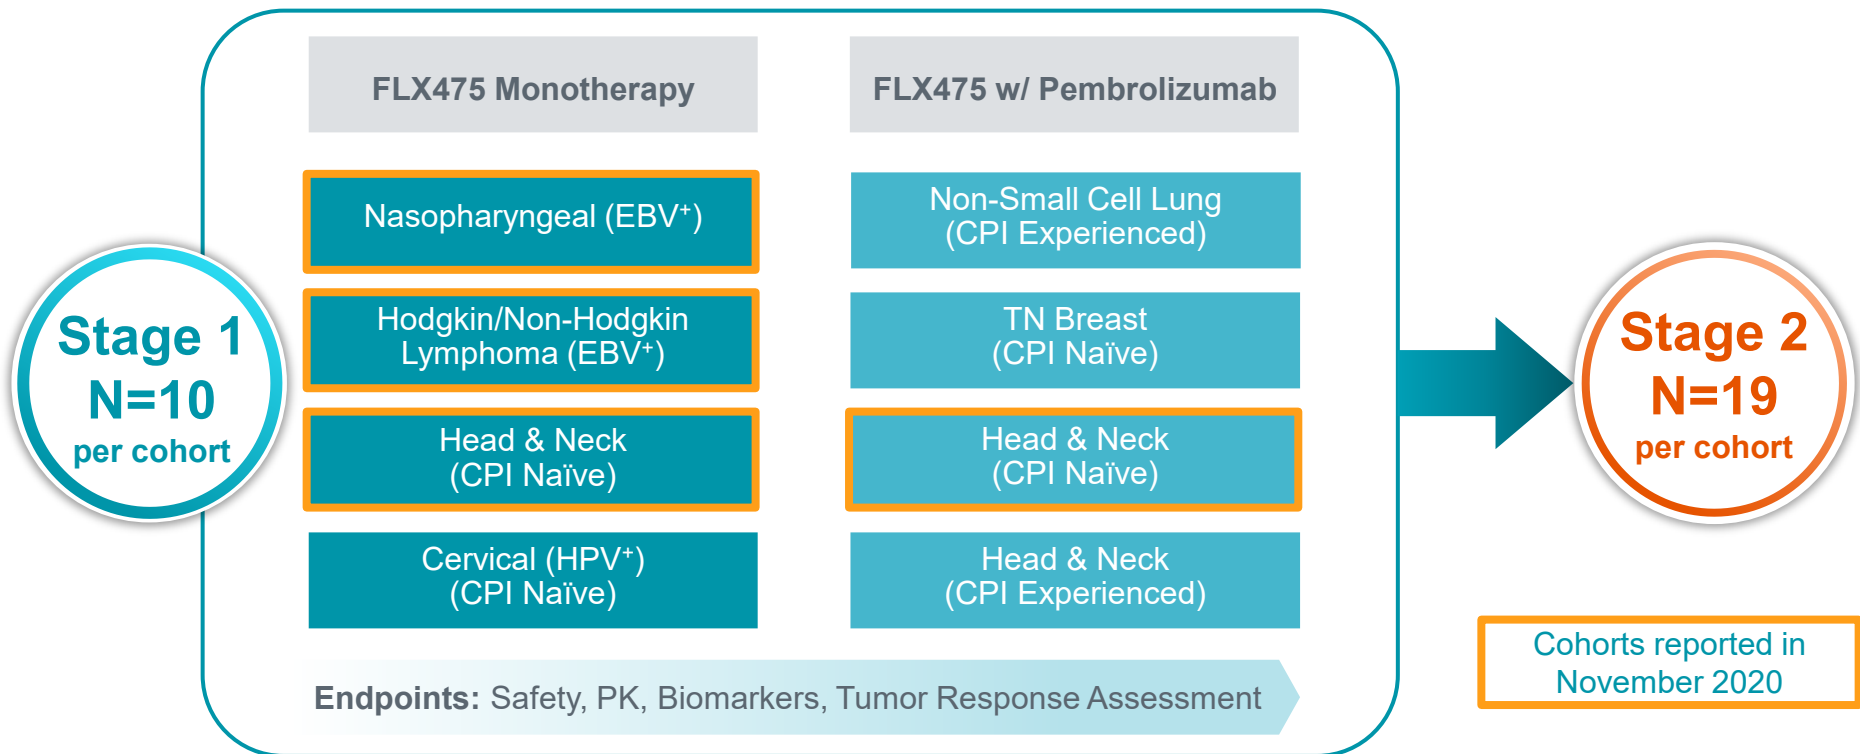 FLX475 Monotherapy
FLX475 w/ Pembrolizumab
Stage 1
N=10
per cohort
Nasopharyngeal (EBV⁺)
Hodgkin/Non-Hodgkin
Lymphoma (EBV⁺)
Head & Neck
(CPI Naïve)
Cervical (HPV⁺)
(CPI Naïve)
Non-Small Cell Lung
(CPI Experienced)
TN Breast
(CPI Naïve)
Head & Neck
(CPI Naïve)
Head & Neck
(CPI Experienced)
Endpoints: Safety, PK, Biomarkers, Tumor Response Assessment
Stage 2
N=19
per cohort
Cohorts reported in
November 2020